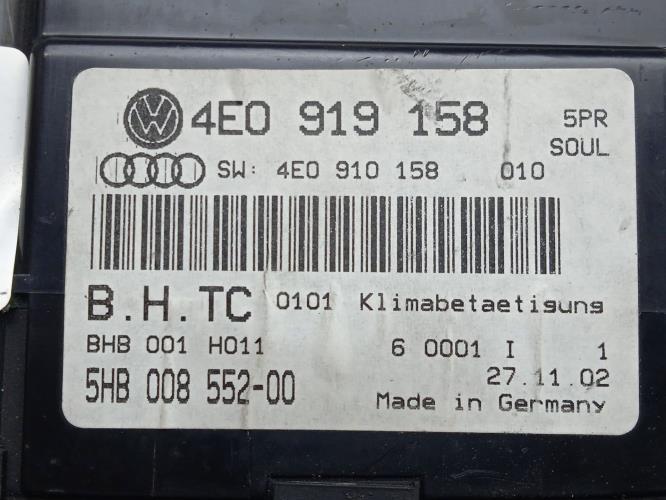 4E0 919 158 5PR
SOUL
SW: 4E0 910 158 010
B.H.TC 0101 Klimabetaetigung
BHB 001 H011 6 0001 I 1
5HB 008 552-00 27.11.02
Made in Germany